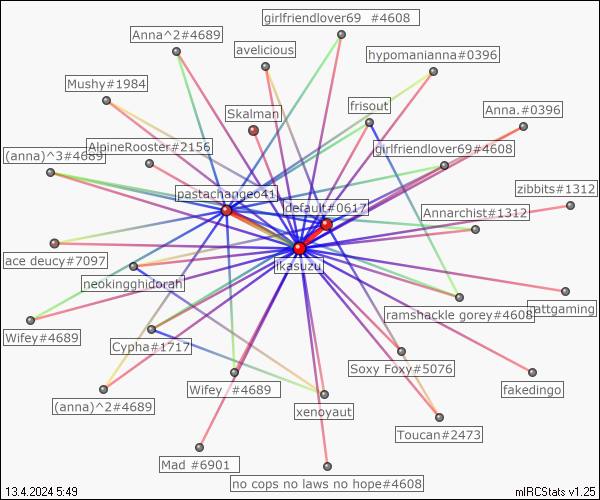 girlfriendlover69  #4608
Anna^2#4689
avelicious
hypomanianna#0396
Mushy#1984
frisout
Skalman
Anna.#0396
AlpineRooster#2156
girlfriendlover69#4608
(anna)^3#4689
pastachangeo41
zibbits#1312
default#0617
Annarchist#1312
ace deucy#7097
ikasuzu
neokingghidorah
ramshackle gorey#4608
Wifey#4689
Cypha#1717
Soxy Foxy#5076
fakedingo
Wifey  #4689
(anna)^2#4689
xenoyaut
Toucan#2473
Mad #6901
no cops no laws no hope#4608
13.4.2024 5:49
mIRCStats v1.25